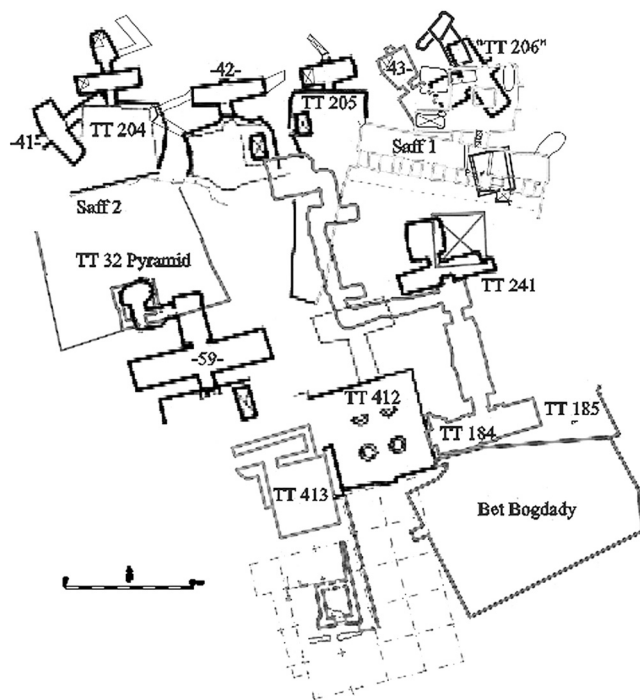 "TT 206"
-42-
-43-
TT 205
TT 204
-41-
Saff 1
Saff 2
TT 32 Pyramid
TT 241
-59-
TT 412
TT 185
TT 184
TT 413
Bet Bogdady